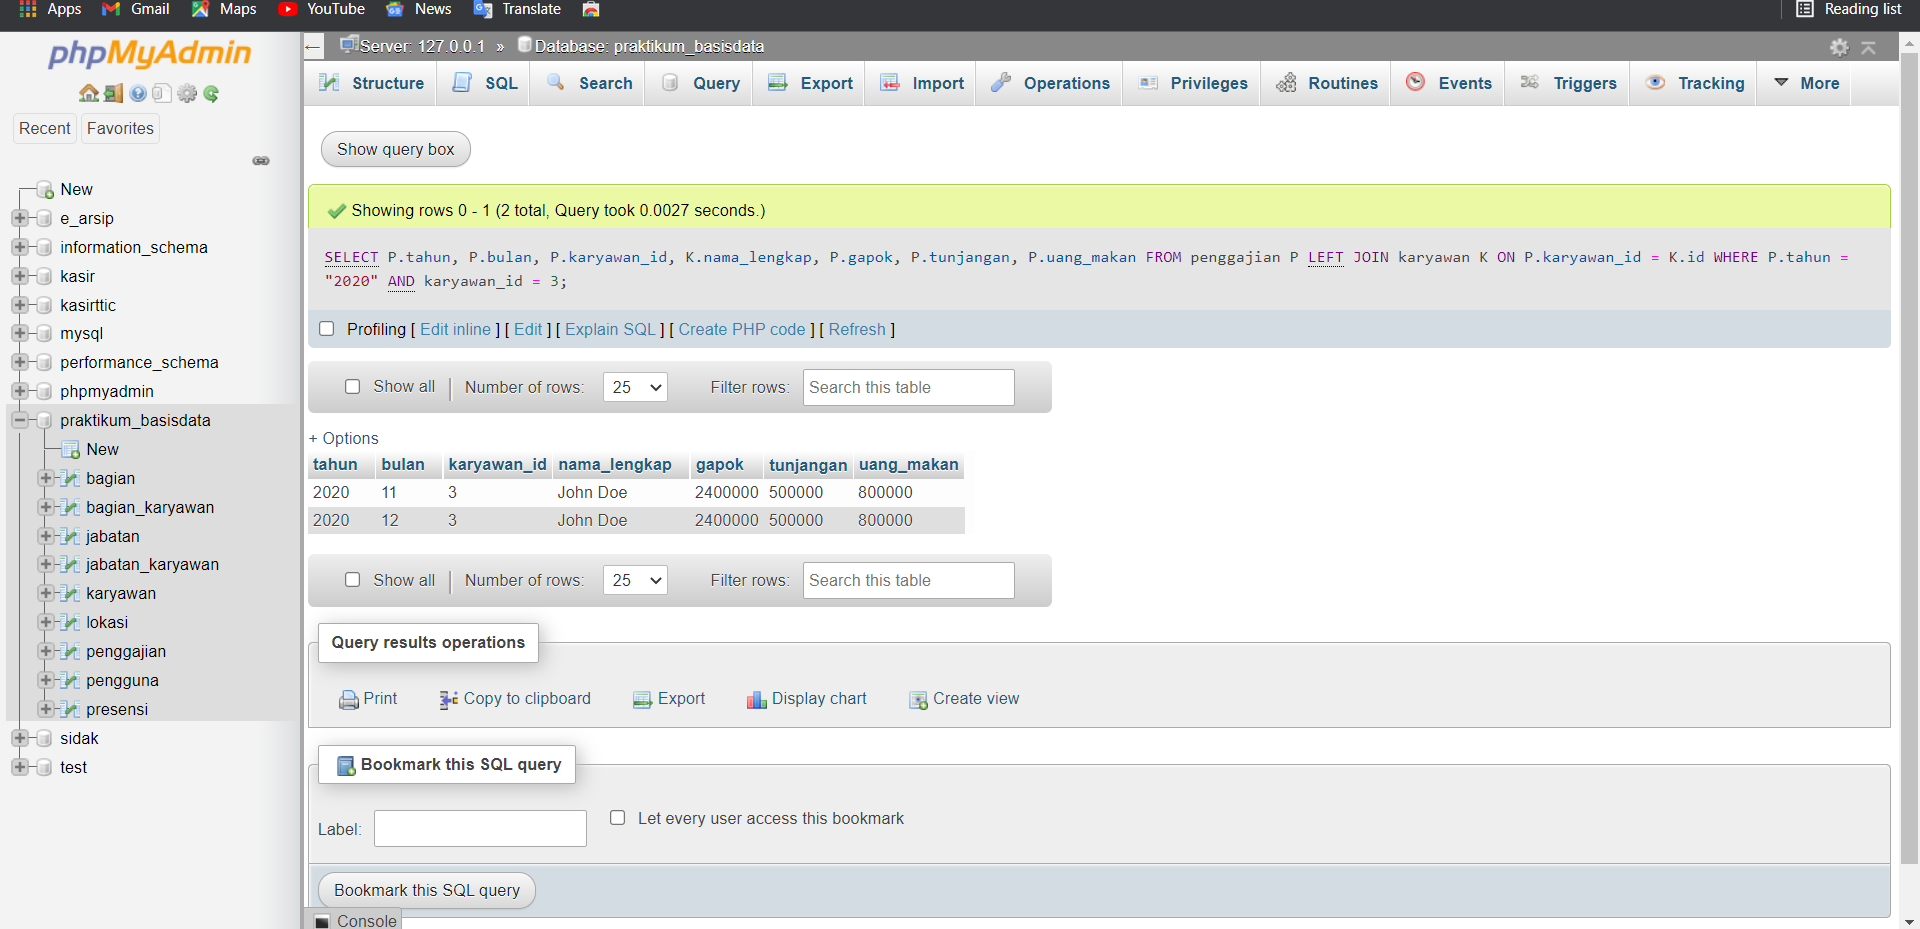 Apps Gmail Maps YouTube News Translate Reading list
phpMyAdmin
Recent Favorites
New
e_arsip
information_schema
kasir
kasirttic
mysql
performance_schema
phpmyadmin
praktikum_basisdata
New
bagian
bagian_karyawan
jabatan
jabatan_karyawan
karyawan
lokasi
penggajian
pengguna
presensi
sidak
test
← Server: 127.0.0.1 » Database: praktikum_basisdata
Structure SQL Search Query Export Import Operations Privileges Routines Events Triggers Tracking More
Show query box
Showing rows 0 - 1 (2 total, Query took 0.0027 seconds.)
SELECT P.tahun, P.bulan, P.karyawan_id, K.nama_lengkap, P.gapok, P.tunjangan, P.uang_makan FROM penggajian P LEFT JOIN karyawan K ON P.karyawan_id = K.id WHERE P.tahun =
"2020" AND karyawan_id = 3;
Profiling [ Edit inline ] [ Edit ] [ Explain SQL ] [ Create PHP code ] [ Refresh ]
Show all Number of rows: 25 Filter rows: Search this table
+ Options
tahun bulan karyawan_id nama_lengkap gapok tunjangan uang_makan
2020 11 3 John Doe 2400000 500000 800000
2020 12 3 John Doe 2400000 500000 800000
Show all Number of rows: 25 Filter rows: Search this table
Query results operations
Print Copy to clipboard Export Display chart Create view
Bookmark this SQL query
Label: Let every user access this bookmark
Bookmark this SQL query
Console